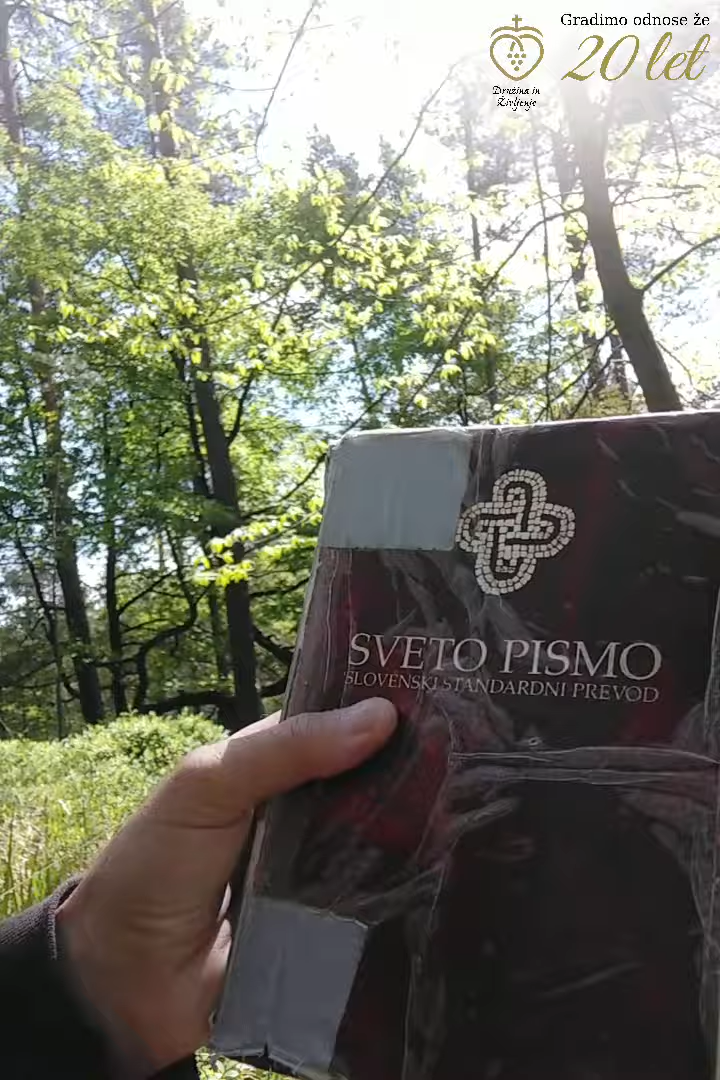 Gradimo odnose že
20 let
Družina in
Življenje
SVETO PISMO
SLOVENSKI STANDARDNI PREVOD